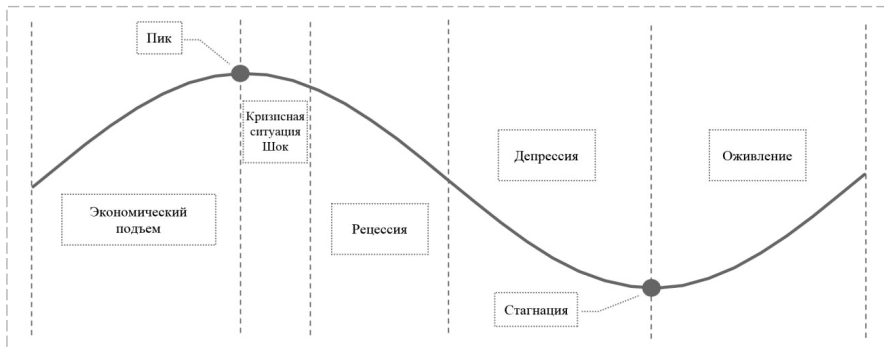 Пик
Кризисная
ситуация
Шок
Депрессия
Оживление
Экономический
подъем
Рецессия
Стагнация